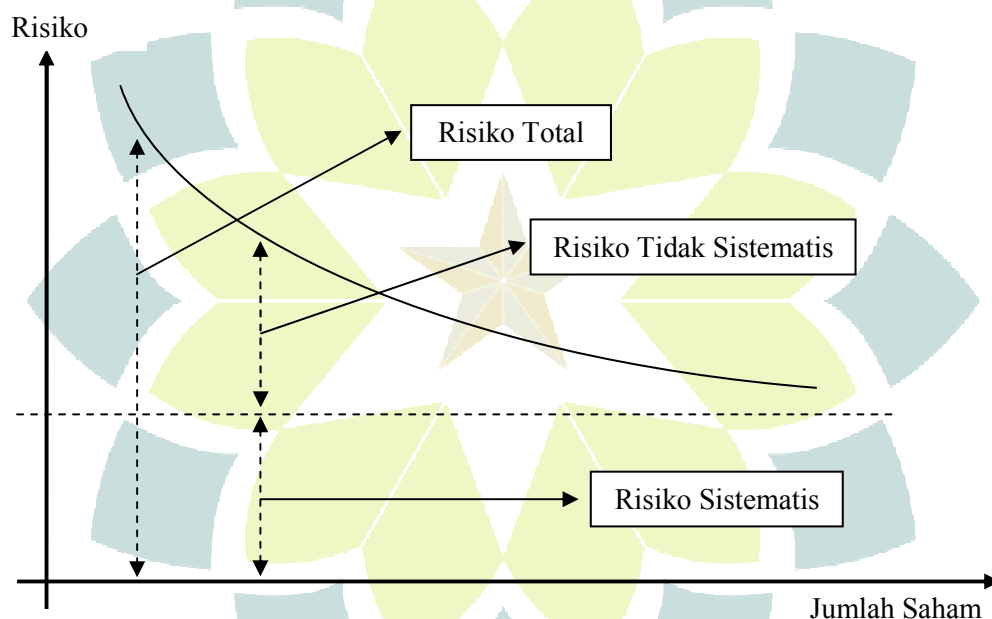 Risiko
Risiko Total
Risiko Tidak Sistematis
Risiko Sistematis
Jumlah Saham